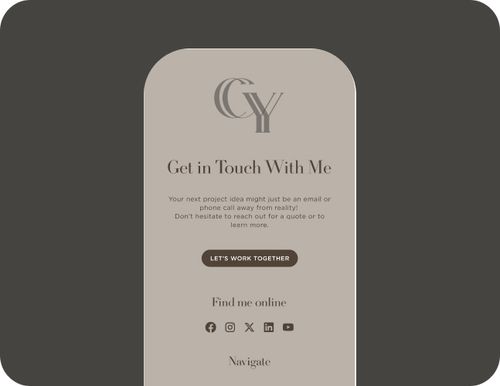 CY
Get in Touch With Me
Your next project idea might just be an email or
phone call away from reality!
Don't hesitate to reach out for a quote or to
learn more.
LET'S WORK TOGETHER
Find me online
Navigate